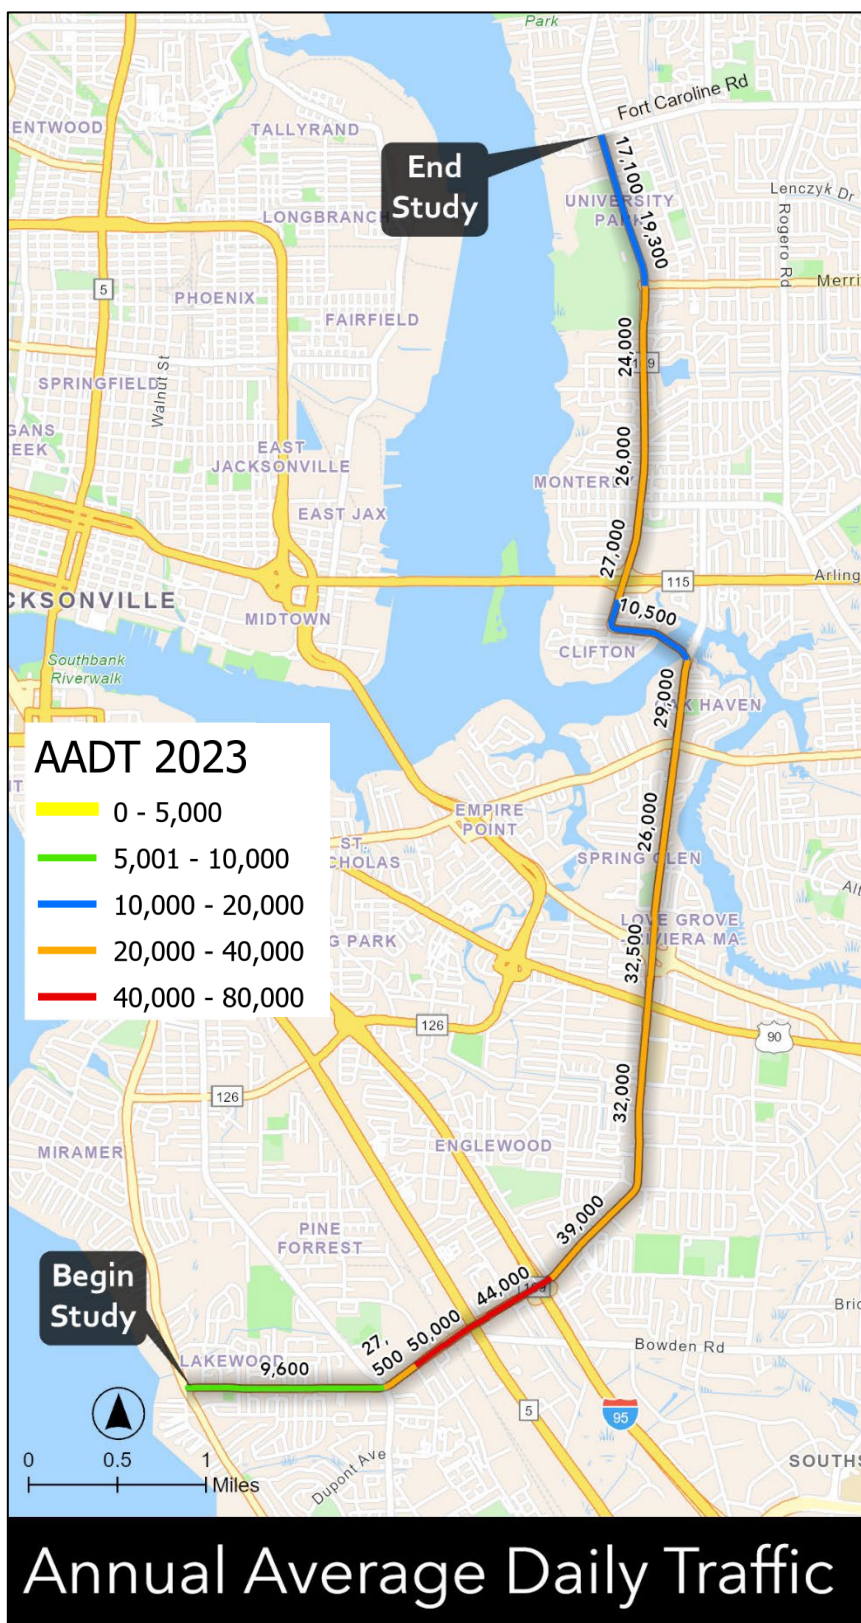 Park
Fort Caroline Rd
ENTWOOD
TALLYRAND
End
Study
17,100
UNIVERSITY
PARK
Lenczyk Dr
LONGBRANCH
19,300
Rogero Rd
5
Merri
PHOENIX
FAIRFIELD
24,000
Walnut St
SPRINGFIELD
GANS
EEK
EAST
JACKSONVILLE
26,000
MONTERE
EAST JAX
27,000
115
Arling
CKSONVILLE
10,500
MIDTOWN
CLIFTON
Southbank
Riverwalk
29,000
AK HAVEN
AADT 2023
0 - 5,000
5,001 - 10,000
10,000 - 20,000
20,000 - 40,000
40,000 - 80,000
EMPIRE
POINT
26,000
ST.
CHOLAS
SPRING GLEN
Alt
LOVE GROVE
RIVIERA MA
G PARK
32,500
126
90
32,000
126
MIRAMER
ENGLEWOOD
39,000
PINE
FORREST
Begin
Study
44,000
109
Bric
50,000
27,
500
Bowden Rd
LAKEWOOD
9,600
5
95
0 0.5 1
Miles
Dupont Ave
SOUTHS
Annual Average Daily Traffic